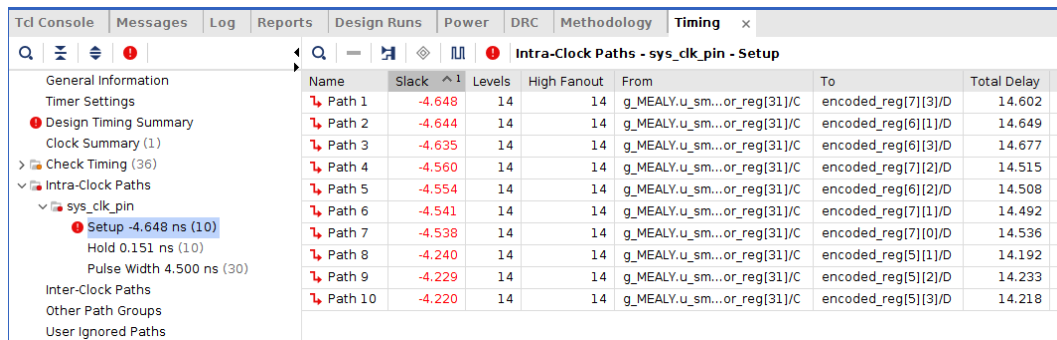 Tcl Console Messages Log Reports Design Runs Power DRC Methodology Timing ×
Intra-Clock Paths - sys_clk_pin - Setup
General Information
Timer Settings
Design Timing Summary
Clock Summary (1)
Check Timing (36)
Intra-Clock Paths
sys_clk_pin
Setup -4.648 ns (10)
Hold 0.151 ns (10)
Pulse Width 4.500 ns (30)
Inter-Clock Paths
Other Path Groups
User Ignored Paths
Name Slack ^1 Levels High Fanout From To Total Delay
Path 1 -4.648 14 14 g_MEALY.u_sm...or_reg[31]/C encoded_reg[7][3]/D 14.602
Path 2 -4.644 14 14 g_MEALY.u_sm...or_reg[31]/C encoded_reg[6][1]/D 14.649
Path 3 -4.635 14 14 g_MEALY.u_sm...or_reg[31]/C encoded_reg[6][3]/D 14.677
Path 4 -4.560 14 14 g_MEALY.u_sm...or_reg[31]/C encoded_reg[7][2]/D 14.515
Path 5 -4.554 14 14 g_MEALY.u_sm...or_reg[31]/C encoded_reg[6][2]/D 14.508
Path 6 -4.541 14 14 g_MEALY.u_sm...or_reg[31]/C encoded_reg[7][1]/D 14.492
Path 7 -4.538 14 14 g_MEALY.u_sm...or_reg[31]/C encoded_reg[7][0]/D 14.536
Path 8 -4.240 14 14 g_MEALY.u_sm...or_reg[31]/C encoded_reg[5][1]/D 14.192
Path 9 -4.229 14 14 g_MEALY.u_sm...or_reg[31]/C encoded_reg[5][2]/D 14.233
Path 10 -4.220 14 14 g_MEALY.u_sm...or_reg[31]/C encoded_reg[5][3]/D 14.218